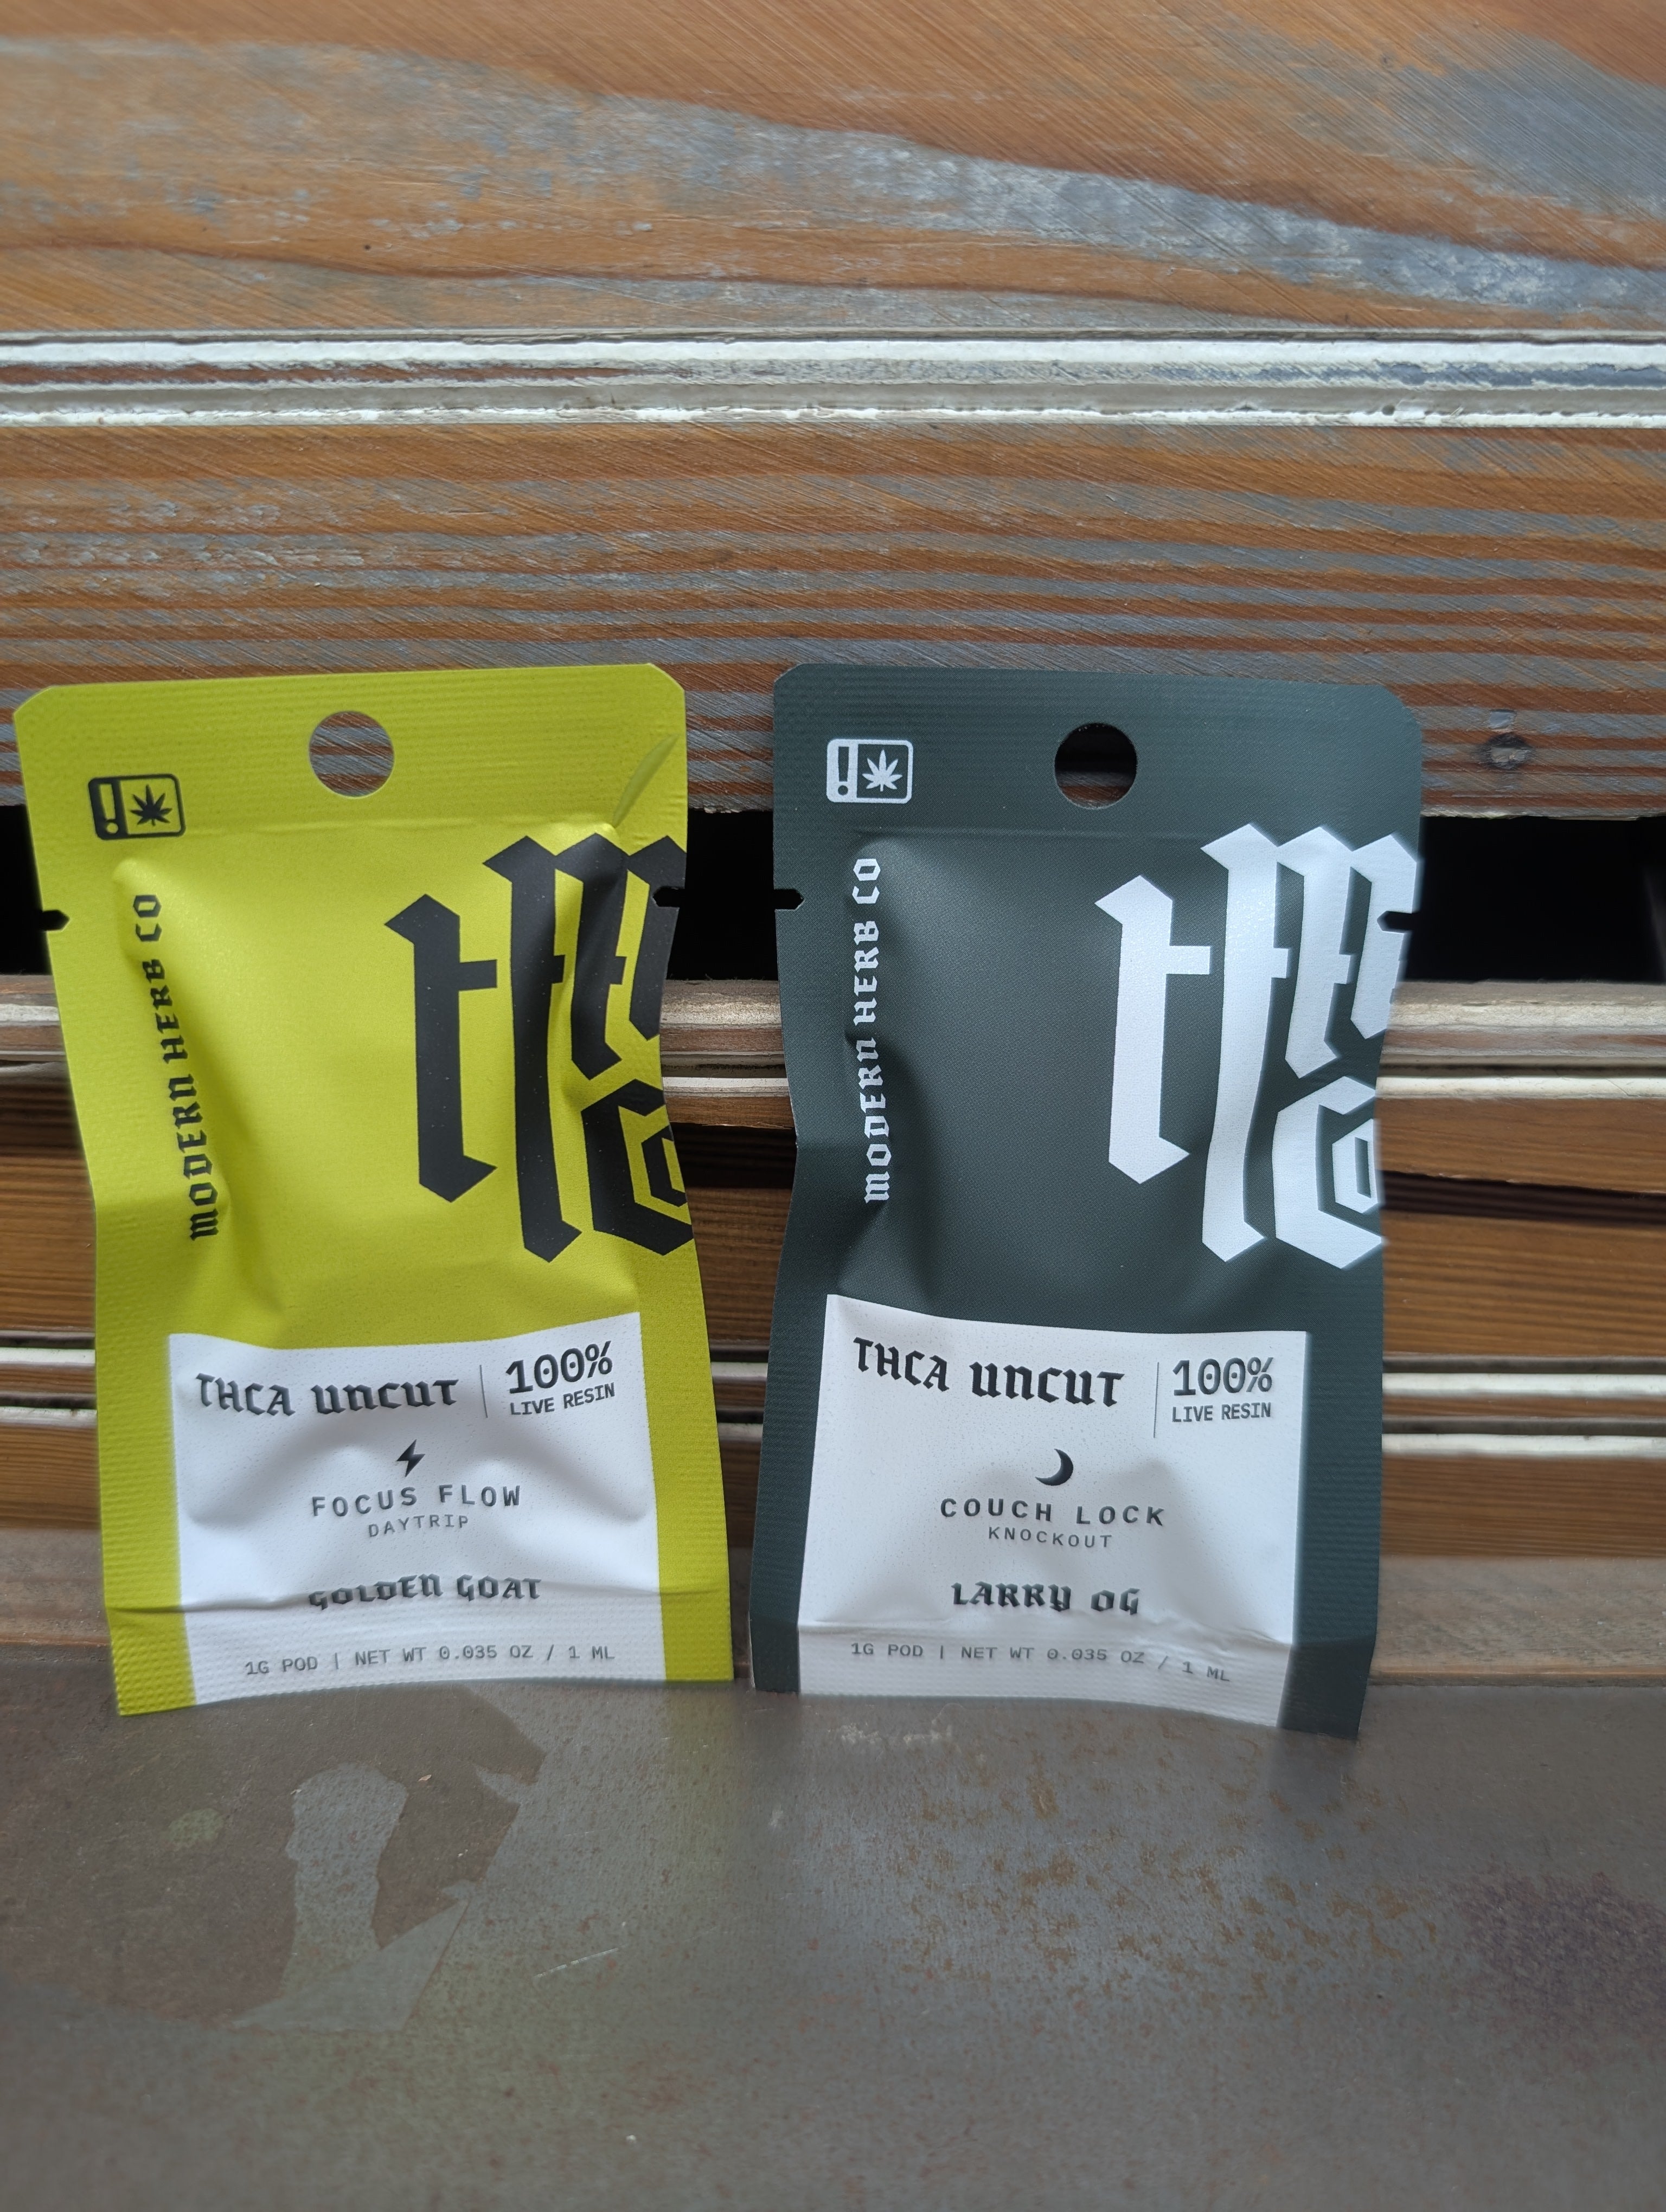 !
MODERN HERB CO
THCA UNCUT
100%
LIVE RESIN
FOCUS FLOW
DAYTRIP
GOLDEN GOAT
1G POD | NET WT 0.035 OZ / 1 ML
!
MODERN HERB CO
THCA UNCUT
100%
LIVE RESIN
COUCH LOCK
KNOCKOUT
LARRY OG
1G POD | NET WT 0.035 OZ / 1 ML